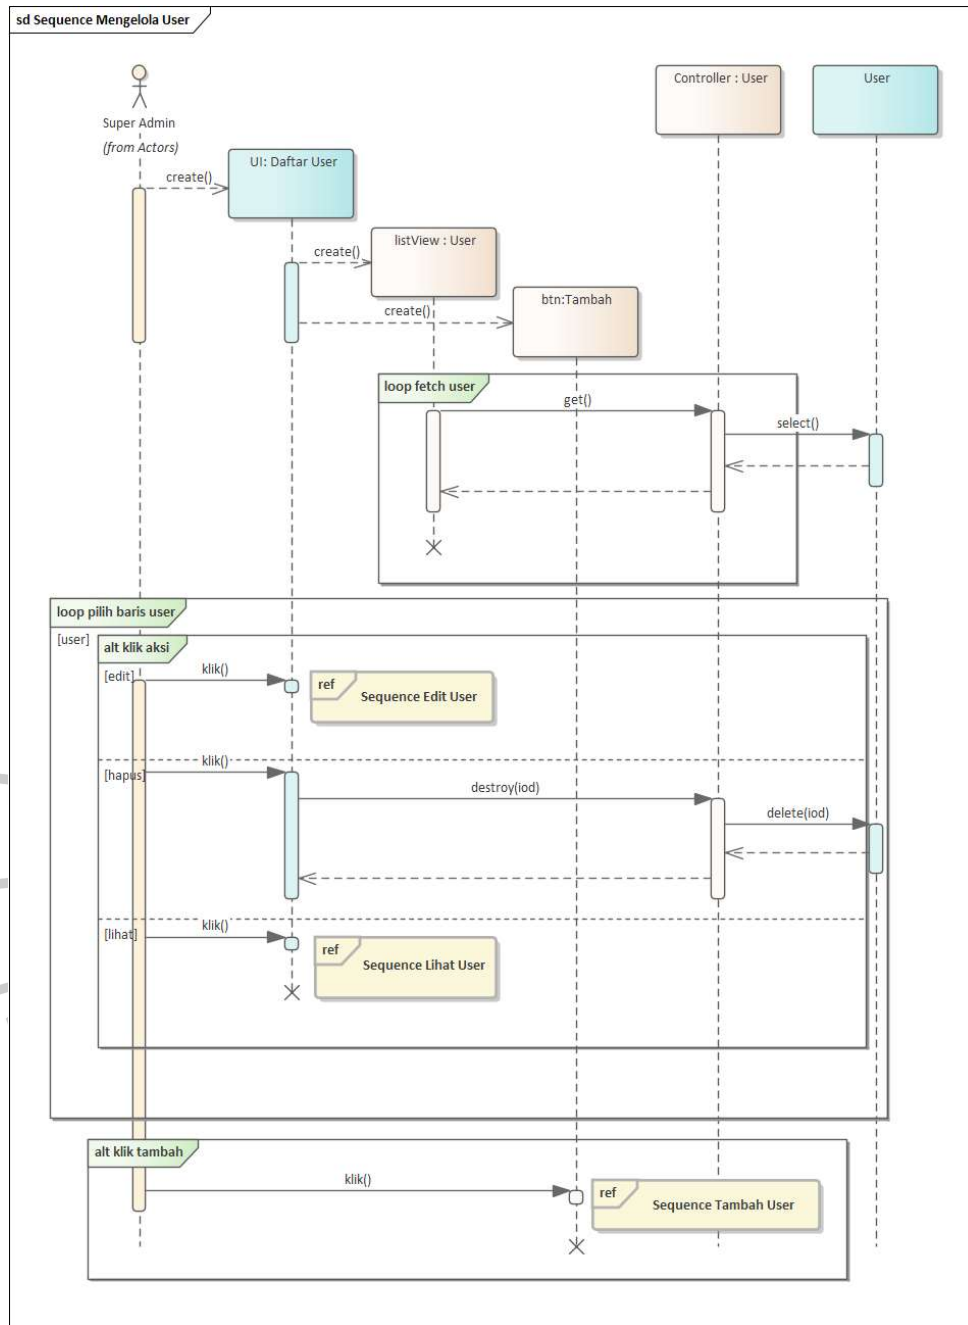 sd Sequence Mengelola User
Controller : User
User
Super Admin
(from Actors)
UI: Daftar User
create()
listView : User
create()
btn:Tambah
create()
loop fetch user
get()
select()
loop pilih baris user
[user]
alt klik aksi
[edit]
klik()
ref
Sequence Edit User
[hapus]
klik()
destroy(iod)
delete(iod)
[lihat]
klik()
ref
Sequence Lihat User
alt klik tambah
klik()
ref
Sequence Tambah User